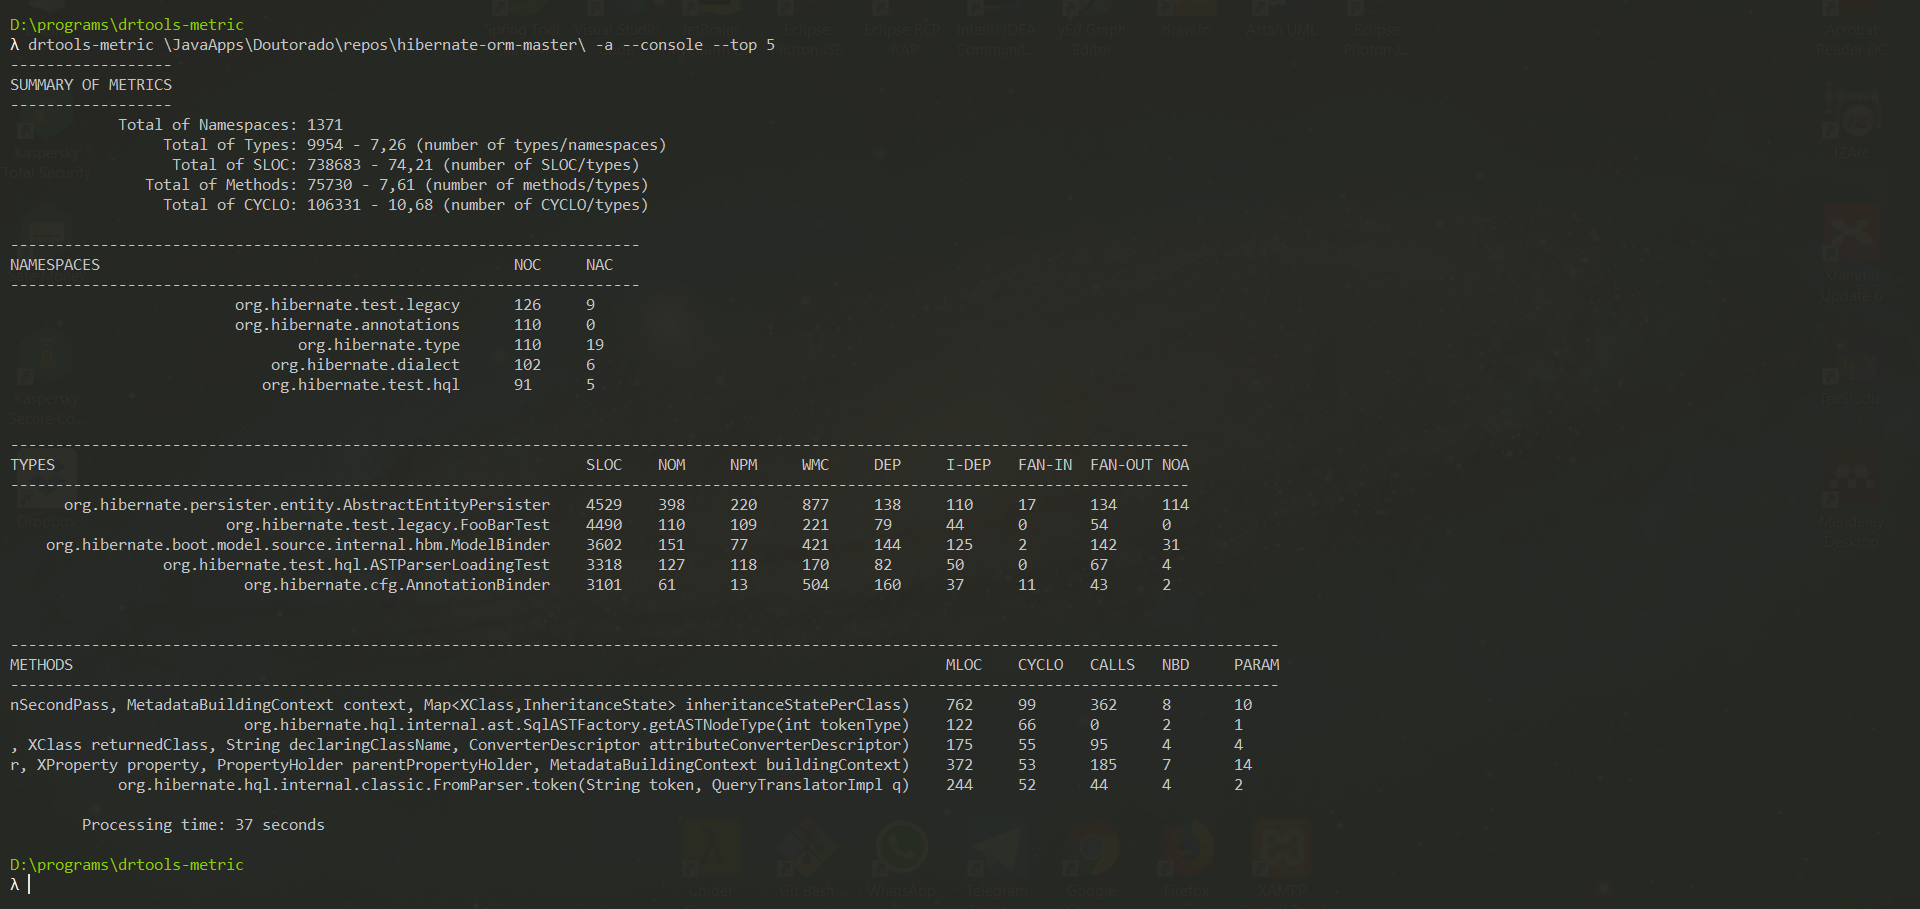 D:\programs\drtools-metric
λ drtools-metric \JavaApps\Doutorado\repos\hibernate-orm-master\ -a --console --top 5
------------------
SUMMARY OF METRICS
------------------
Total of Namespaces: 1371
Total of Types: 9954 - 7,26 (number of types/namespaces)
Total of SLOC: 738683 - 74,21 (number of SLOC/types)
Total of Methods: 75730 - 7,61 (number of methods/types)
Total of CYCLO: 106331 - 10,68 (number of CYCLO/types)
----------------------------------------------------------------------
NAMESPACES NOC NAC
----------------------------------------------------------------------
org.hibernate.test.legacy 126 9
org.hibernate.annotations 110 0
org.hibernate.type 110 19
org.hibernate.dialect 102 6
org.hibernate.test.hql 91 5
-----------------------------------------------------------------------------------------------------------------------------------
TYPES SLOC NOM NPM WMC DEP I-DEP FAN-IN FAN-OUT NOA
-----------------------------------------------------------------------------------------------------------------------------------
org.hibernate.persister.entity.AbstractEntityPersister 4529 398 220 877 138 110 17 134 114
org.hibernate.test.legacy.FooBarTest 4490 110 109 221 79 44 0 54 0
org.hibernate.boot.model.source.internal.hbm.ModelBinder 3602 151 77 421 144 125 2 142 31
org.hibernate.test.hql.ASTParserLoadingTest 3318 127 118 170 82 50 0 67 4
org.hibernate.cfg.AnnotationBinder 3101 61 13 504 160 37 11 43 2
---------------------------------------------------------------------------------------------------------------------------------------------
METHODS MLOC CYCLO CALLS NBD PARAM
---------------------------------------------------------------------------------------------------------------------------------------------
nSecondPass, MetadataBuildingContext context, Map<XClass,InheritanceState> inheritanceStatePerClass) 762 99 362 8 10
org.hibernate.hql.internal.ast.SqlASTFactory.getASTNodeType(int tokenType) 122 66 0 2 1
, XClass returnedClass, String declaringClassName, ConverterDescriptor attributeConverterDescriptor) 175 55 95 4 4
r, XProperty property, PropertyHolder parentPropertyHolder, MetadataBuildingContext buildingContext) 372 53 185 7 14
org.hibernate.hql.internal.classic.FromParser.token(String token, QueryTranslatorImpl q) 244 52 44 4 2
Processing time: 37 seconds
D:\programs\drtools-metric
λ